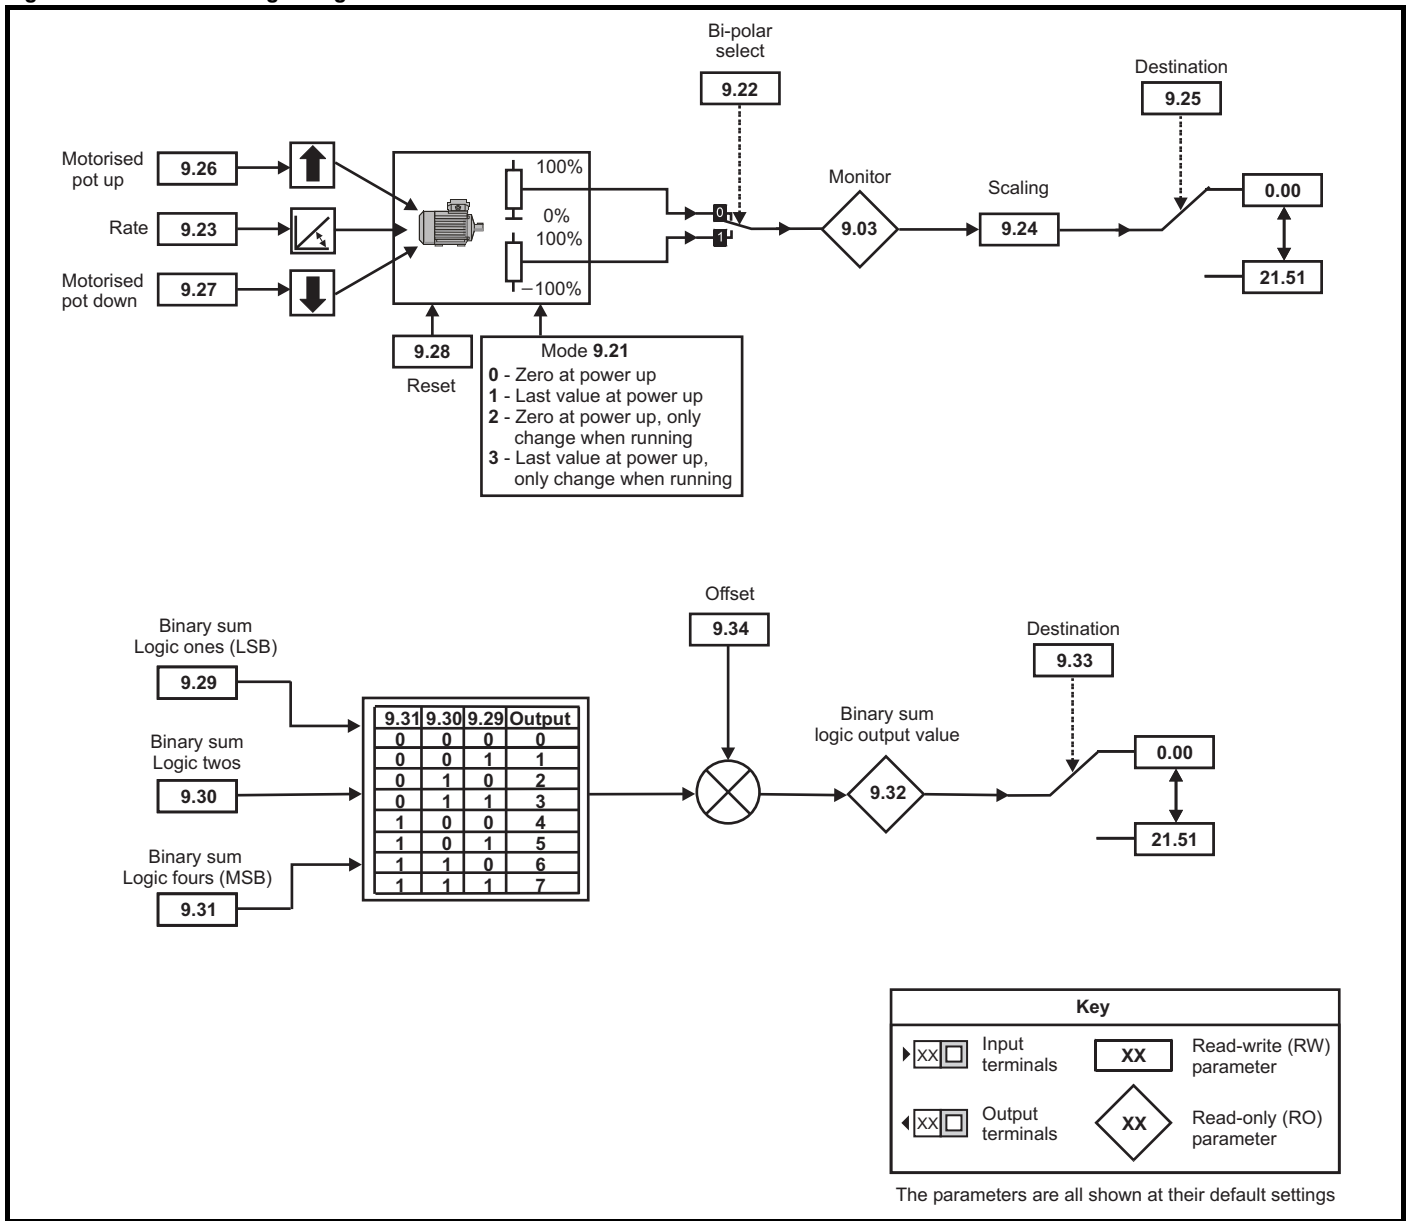 Bi-polar
select
9.22
Destination
9.25
Motorised
pot up
9.26
Rate
9.23
Motorised
pot down
9.27
100%
0%
100%
−100%
0
1
Monitor
9.03
Scaling
9.24
0.00
21.51
9.28
Reset
Mode 9.21
0 - Zero at power up
1 - Last value at power up
2 - Zero at power up, only
change when running
3 - Last value at power up,
only change when running
Offset
9.34
Destination
9.33
Binary sum
Logic ones (LSB)
9.29
Binary sum
Logic twos
9.30
Binary sum
Logic fours (MSB)
9.31
9.31 9.30 9.29 Output
0 0 0 0
0 0 1 1
0 1 0 2
0 1 1 3
1 0 0 4
1 0 1 5
1 1 0 6
1 1 1 7
Binary sum
logic output value
9.32
0.00
21.51
Key
XX
Input
terminals
XX
Read-write (RW)
parameter
XX
Output
terminals
XX
Read-only (RO)
parameter
The parameters are all shown at their default settings